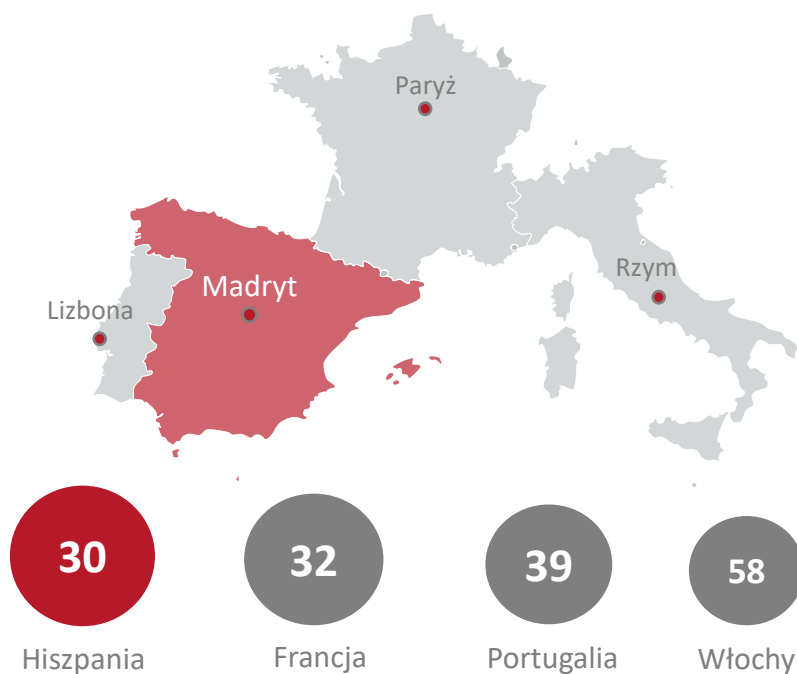 Paryż
Rzym
Madryt
Lizbona
30
32
39
58
Hiszpania
Francja
Portugalia
Włochy